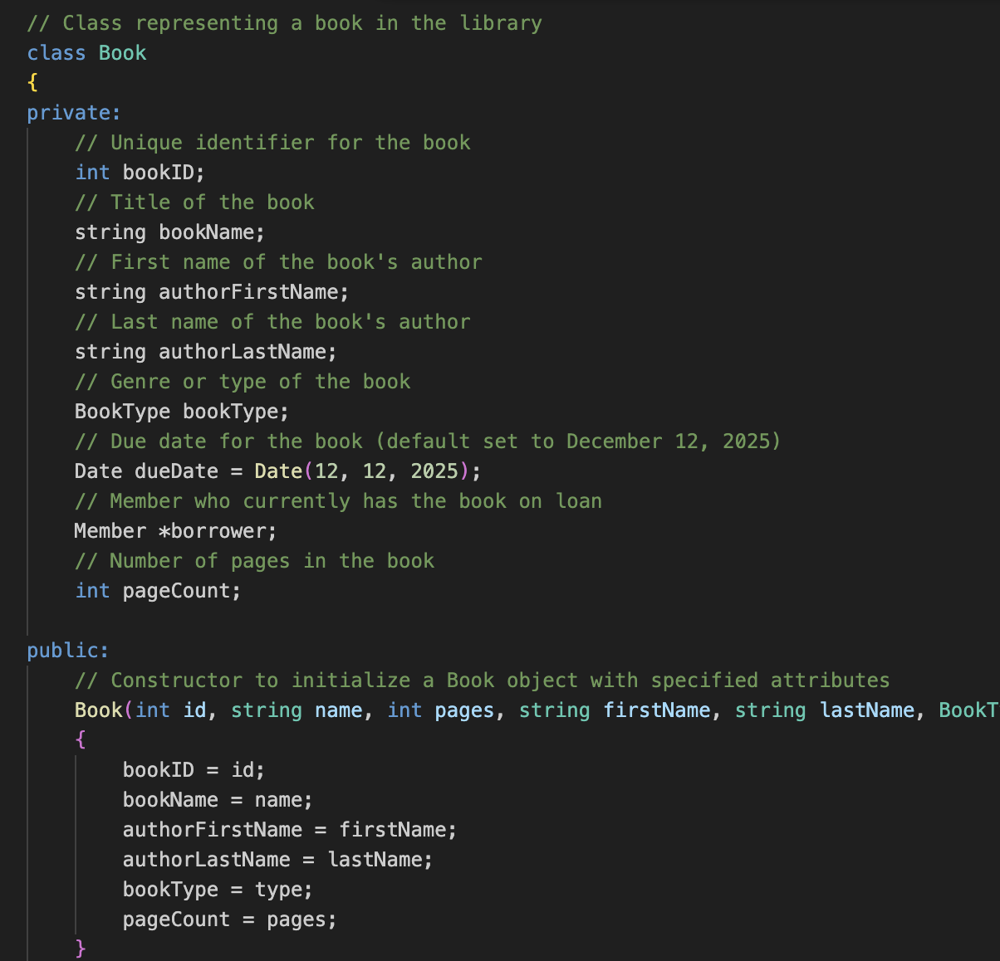 // Class representing a book in the library
class Book
{
private:
    // Unique identifier for the book
    int bookID;
    // Title of the book
    string bookName;
    // First name of the book's author
    string authorFirstName;
    // Last name of the book's author
    string authorLastName;
    // Genre or type of the book
    BookType bookType;
    // Due date for the book (default set to December 12, 2025)
    Date dueDate = Date(12, 12, 2025);
    // Member who currently has the book on loan
    Member *borrower;
    // Number of pages in the book
    int pageCount;

public:
    // Constructor to initialize a Book object with specified attributes
    Book(int id, string name, int pages, string firstName, string lastName, BookT
    {
        bookID = id;
        bookName = name;
        authorFirstName = firstName;
        authorLastName = lastName;
        bookType = type;
        pageCount = pages;
    }